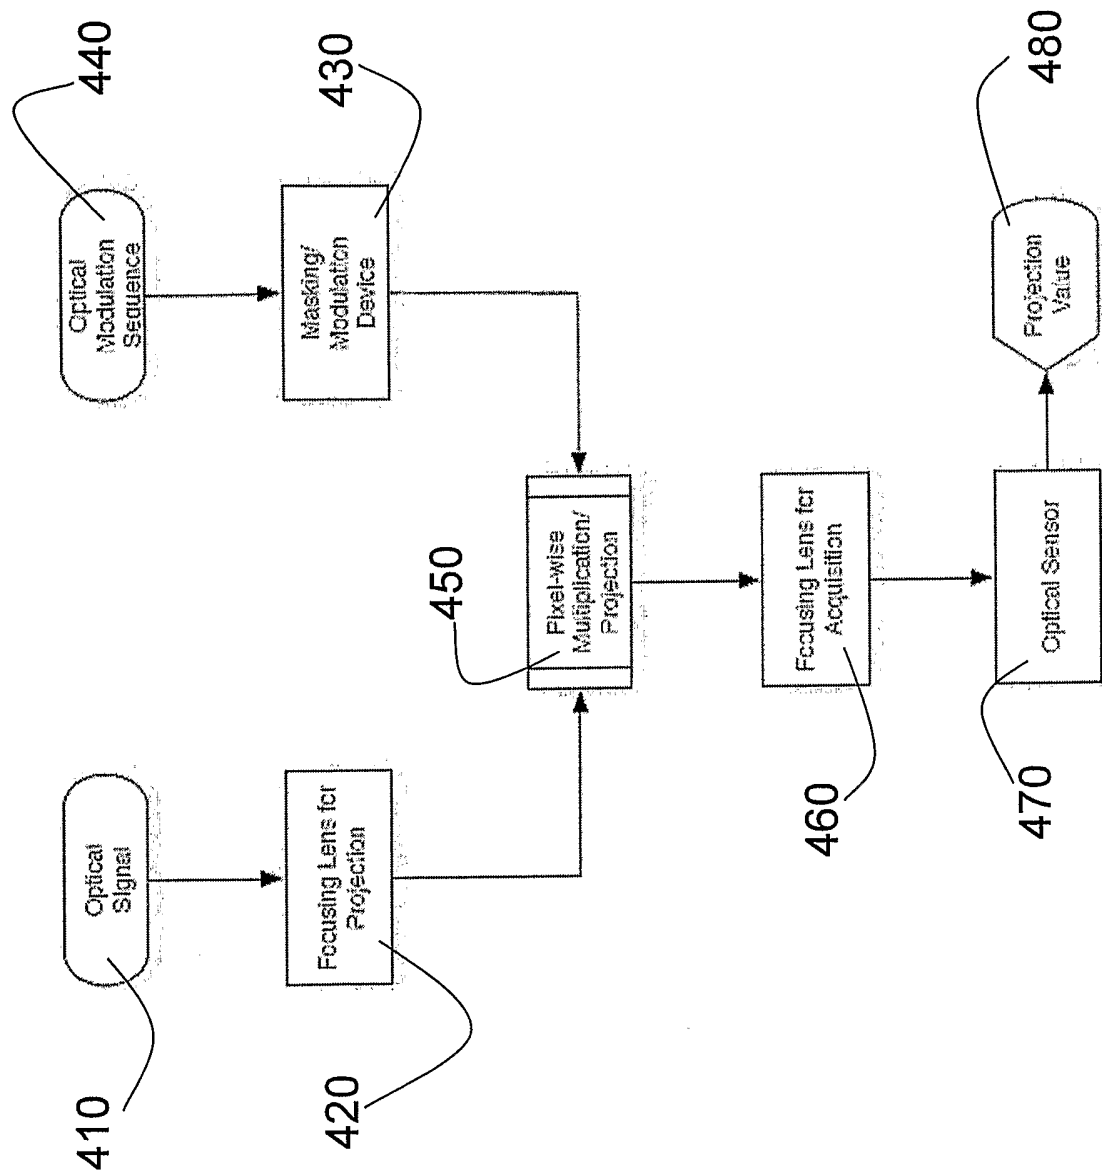 410
Optical
Signal
420
Focusing Lens for
Projection
440
Optical
Modulation
Sequence
430
Masking/
Modulation
Device
450
Pixel-wise
Multiplication/
Projection
460
Focusing Lens for
Acquisition
470
Optical Sensor
480
Projection
Value